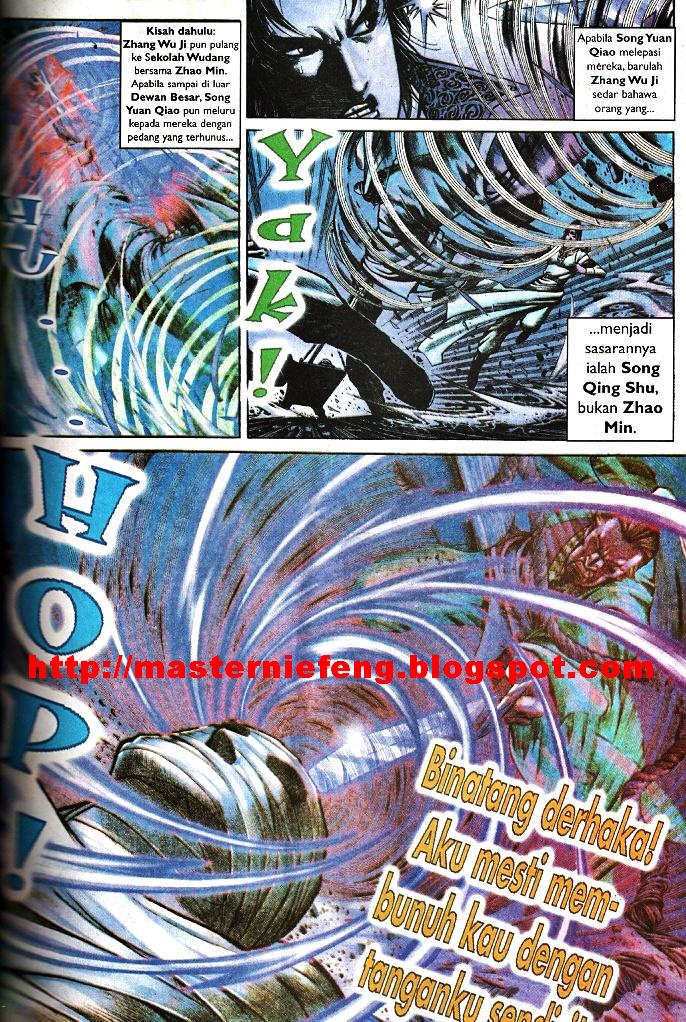 Kisah dahulu:
Zhang Wu Ji pun pulang
ke Sekolah Wudang
bersama Zhao Min.
Apabila sampai di luar
Dewan Besar, Song
Yuan Qiao pun meluru
kepada mereka dengan
pedang yang terhunus...
Apabila Song Yuan
Qiao melepasi
mereka, barulah
Zhang Wu Ji
sedar bahawa
orang yang...
Yak!
...menjadi
sasarannya
ialah Song
Qing Shu,
bukan Zhao
Min.
HOP!
http://masterniefeng.blogspot.com
Binatang derhaka!
Aku mesti mem-
bunuh kau dengan
tanganku